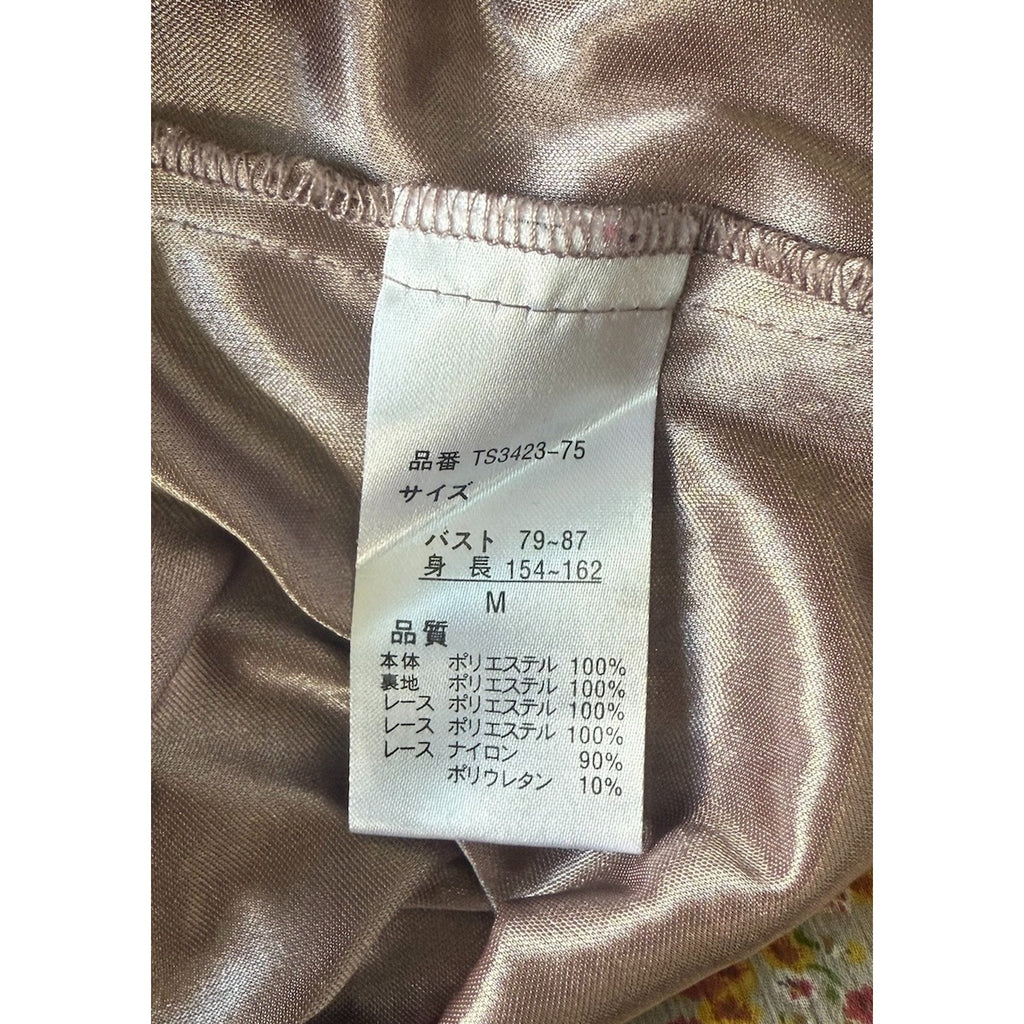 品番 TS3423-75
サイズ
バスト 79~87
身 長 154~162
M
品質
本体 ポリエステル 100%
裏地 ポリエステル 100%
レース ポリエステル 100%
レース ポリエステル 100%
レース ナイロン 90%
ポリウレタン 10%